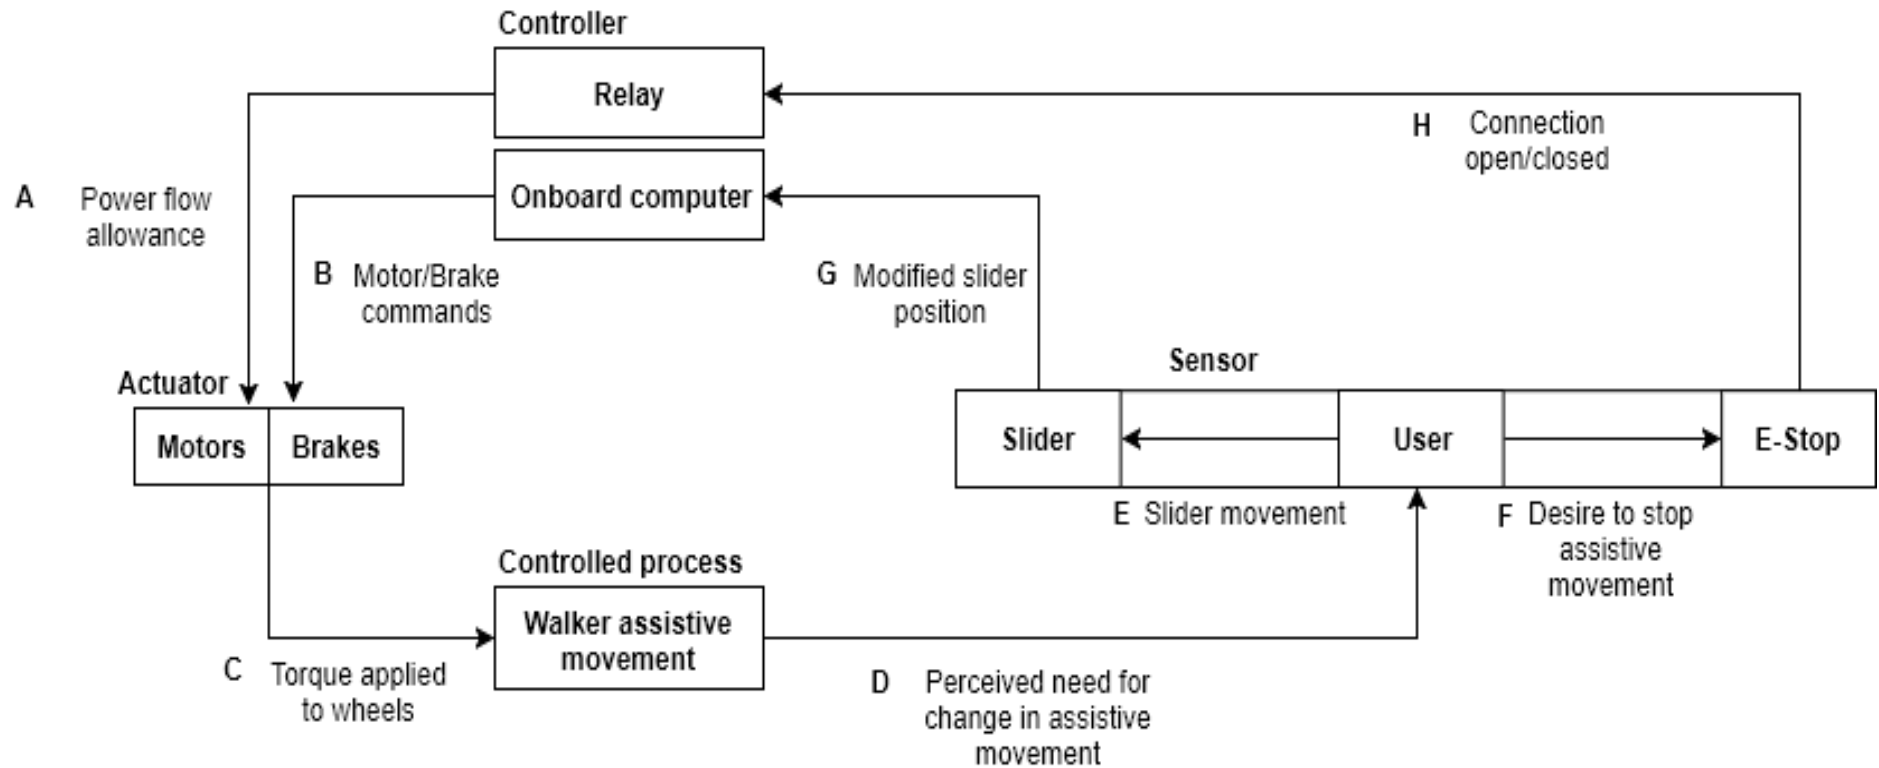 Controller
Relay
H Connection
open/closed
A Power flow
allowance
Onboard computer
B Motor/Brake
commands
G Modified slider
position
Sensor
Actuator
Motors Brakes
Slider User E-Stop
E Slider movement
F Desire to stop
assistive
movement
Controlled process
Walker assistive
movement
C Torque applied
to wheels
D Perceived need for
change in assistive
movement